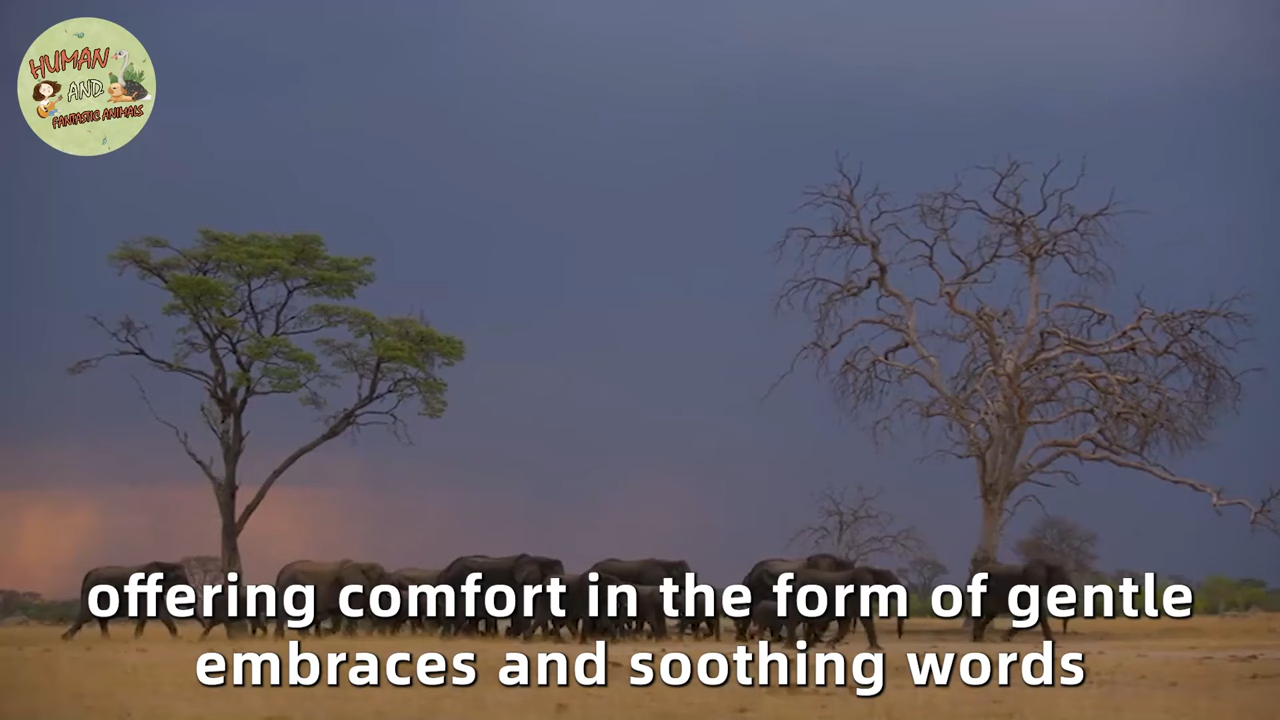 HUMAN
AND
FANTASTIC ANIMALS
offering comfort in the form of gentle
embraces and soothing words